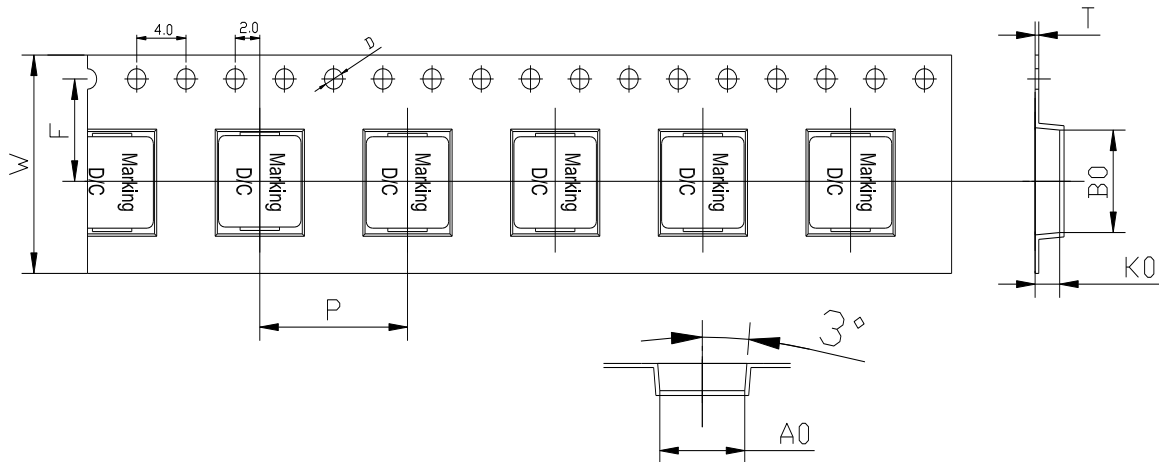 4.0
2.0
D
T
F
W
Marking
D/C
Marking
D/C
Marking
D/C
Marking
D/C
Marking
D/C
Marking
D/C
B0
K0
P
3°
A0